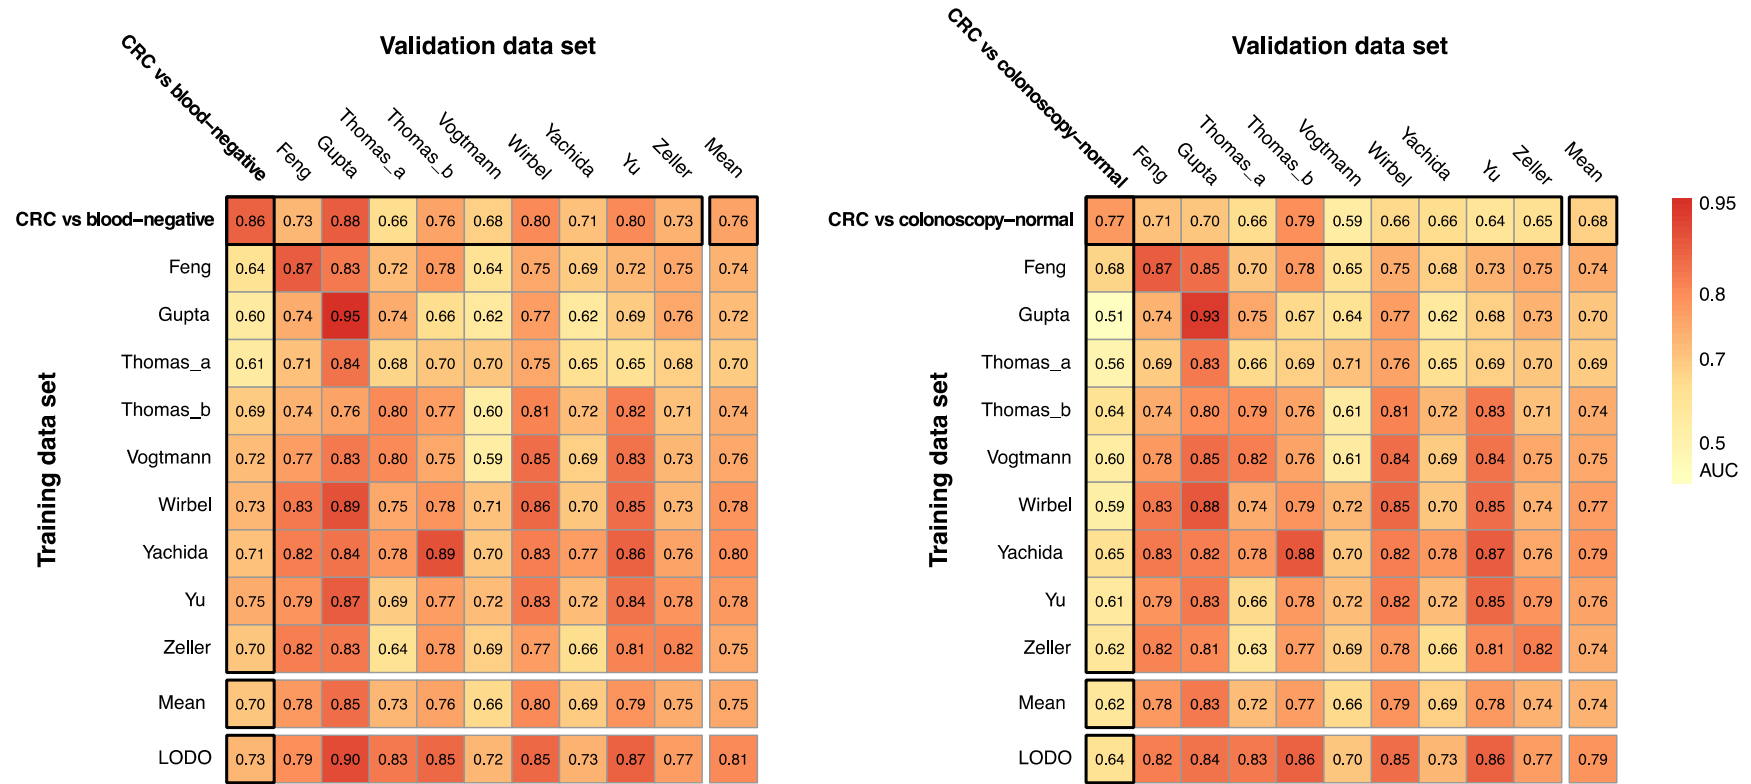 Validation data set
CRC vs blood–negative
Feng
Gupta
Thomas_a
Thomas_b
Vogtmann
Wirbel
Yachida
Yu
Zeller
Mean
Training data set
CRC vs blood–negative 0.86 0.73 0.88 0.66 0.76 0.68 0.80 0.71 0.80 0.73 0.76
Feng 0.64 0.87 0.83 0.72 0.78 0.64 0.75 0.69 0.72 0.75 0.74
Gupta 0.60 0.74 0.95 0.74 0.66 0.62 0.77 0.62 0.69 0.76 0.72
Thomas_a 0.61 0.71 0.84 0.68 0.70 0.70 0.75 0.65 0.65 0.68 0.70
Thomas_b 0.69 0.74 0.76 0.80 0.77 0.60 0.81 0.72 0.82 0.71 0.74
Vogtmann 0.72 0.77 0.83 0.80 0.75 0.59 0.85 0.69 0.83 0.73 0.76
Wirbel 0.73 0.83 0.89 0.75 0.78 0.71 0.86 0.70 0.85 0.73 0.78
Yachida 0.71 0.82 0.84 0.78 0.89 0.70 0.83 0.77 0.86 0.76 0.80
Yu 0.75 0.79 0.87 0.69 0.77 0.72 0.83 0.72 0.84 0.78 0.78
Zeller 0.70 0.82 0.83 0.64 0.78 0.69 0.77 0.66 0.81 0.82 0.75
Mean 0.70 0.78 0.85 0.73 0.76 0.66 0.80 0.69 0.79 0.75 0.75
LODO 0.73 0.79 0.90 0.83 0.85 0.72 0.85 0.73 0.87 0.77 0.81
Validation data set
CRC vs colonoscopy–normal
Feng
Gupta
Thomas_a
Thomas_b
Vogtmann
Wirbel
Yachida
Yu
Zeller
Mean
Training data set
CRC vs colonoscopy–normal 0.77 0.71 0.70 0.66 0.79 0.59 0.66 0.66 0.64 0.65 0.68
Feng 0.68 0.87 0.85 0.70 0.78 0.65 0.75 0.68 0.73 0.75 0.74
Gupta 0.51 0.74 0.93 0.75 0.67 0.64 0.77 0.62 0.68 0.73 0.70
Thomas_a 0.56 0.69 0.83 0.66 0.69 0.71 0.76 0.65 0.69 0.70 0.69
Thomas_b 0.64 0.74 0.80 0.79 0.76 0.61 0.81 0.72 0.83 0.71 0.74
Vogtmann 0.60 0.78 0.85 0.82 0.76 0.61 0.84 0.69 0.84 0.75 0.75
Wirbel 0.59 0.83 0.88 0.74 0.79 0.72 0.85 0.70 0.85 0.74 0.77
Yachida 0.65 0.83 0.82 0.78 0.88 0.70 0.82 0.78 0.87 0.76 0.79
Yu 0.61 0.79 0.83 0.66 0.78 0.72 0.82 0.72 0.85 0.79 0.76
Zeller 0.62 0.82 0.81 0.63 0.77 0.69 0.78 0.66 0.81 0.82 0.74
Mean 0.62 0.78 0.83 0.72 0.77 0.66 0.79 0.69 0.78 0.74 0.74
LODO 0.64 0.82 0.84 0.83 0.86 0.70 0.85 0.73 0.86 0.77 0.79
0.95
0.8
0.7
0.5
AUC